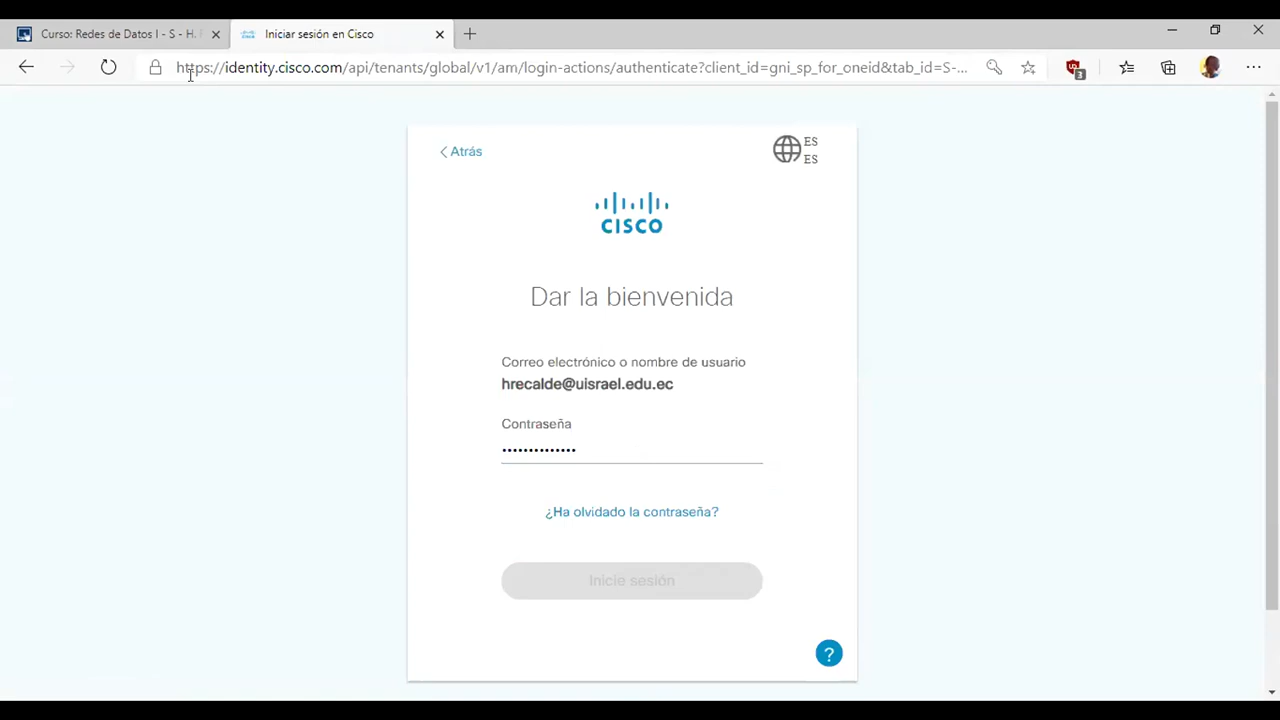 Curso: Redes de Datos I - S - H.
Iniciar sesión en Cisco
https://identity.cisco.com/api/tenants/global/v1/am/login-actions/authenticate?client_id=gni_sp_for_oneid&tab_id=S-...
3
Atrás
ES
ES
CISCO
Dar la bienvenida
Correo electrónico o nombre de usuario
hrecalde@uisrael.edu.ec
Contraseña
••••••••••••••
¿Ha olvidado la contraseña?
Inicie sesión
?